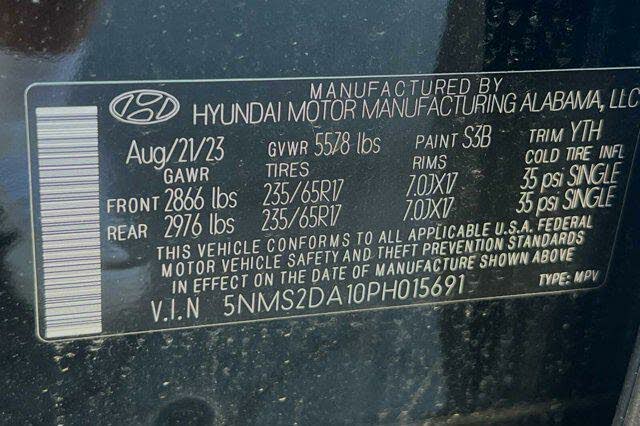 MANUFACTURED BY
HYUNDAI MOTOR MANUFACTURING ALABAMA, LLC
Aug/21/23 GVWR 5578 lbs PAINT S3B TRIM YTH
GAWR TIRES RIMS COLD TIRE INFL
FRONT 2866 lbs 235/65R17 7.0JX17 35 psi SINGLE
REAR 2976 lbs 235/65R17 7.0JX17 35 psi SINGLE
THIS VEHICLE CONFORMS TO ALL APPLICABLE U.S.A. FEDERAL
MOTOR VEHICLE SAFETY AND THEFT PREVENTION STANDARDS
IN EFFECT ON THE DATE OF MANUFACTURE SHOWN ABOVE
V.I.N 5NMS2DA10PH015691 TYPE: MPV